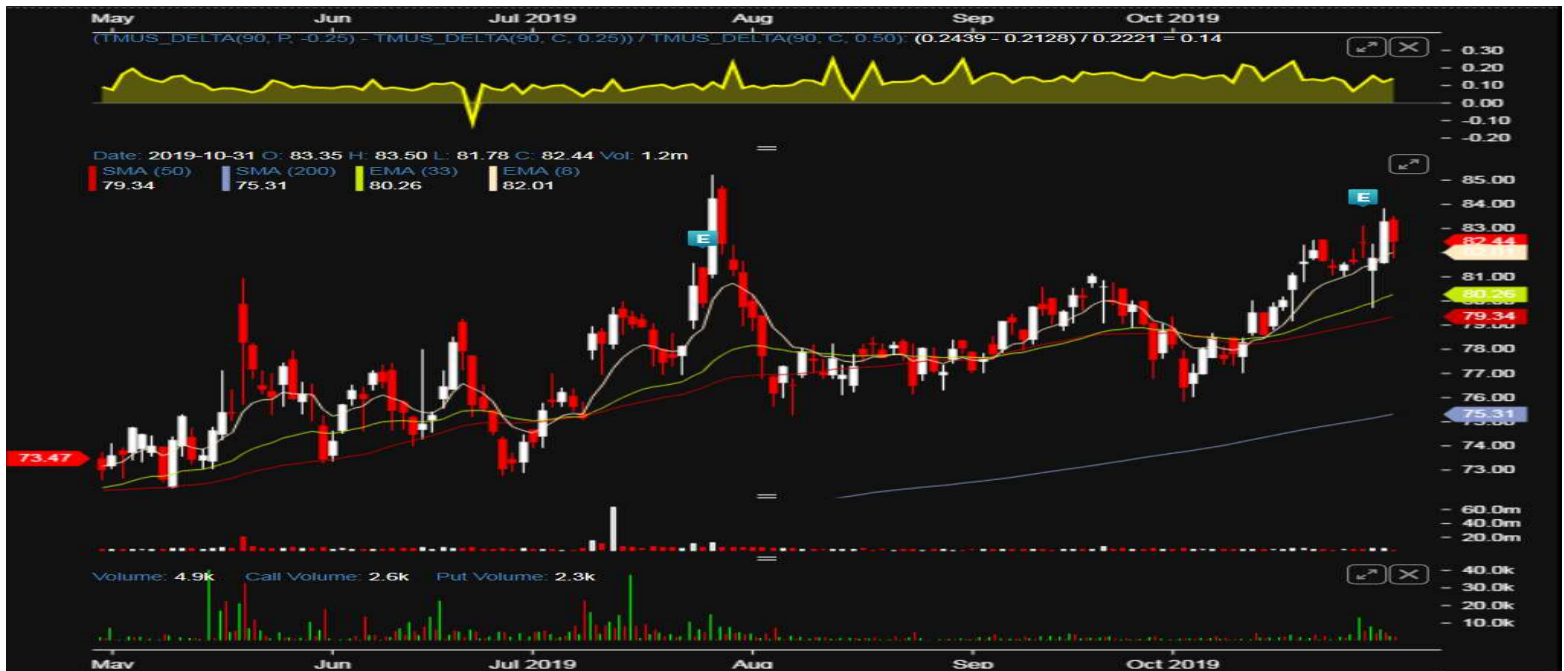 May Jun Jul 2019 Aug Sep Oct 2019
(TMUS_DELTA(90, P, -0.25) - TMUS_DELTA(90, C, 0.25)) / TMUS_DELTA(90, C, 0.50): (0.2439 - 0.2128) / 0.2221 = 0.14
0.30
0.20
0.10
0.00
-0.10
-0.20
Date: 2019-10-31 O: 83.35 H: 83.50 L: 81.78 C: 82.44 Vol: 1.2m
SMA (50) SMA (200) EMA (33) EMA (8)
79.34 75.31 80.26 82.01
85.00
84.00
E
83.00
E
82.44
82.01
81.00
80.26
79.34
79.00
78.00
77.00
76.00
75.31
74.00
73.47
73.00
60.0m
40.0m
20.0m
Volume: 4.9k Call Volume: 2.6k Put Volume: 2.3k
40.0k
30.0k
20.0k
10.0k
May Jun Jul 2019 Aug Sep Oct 2019